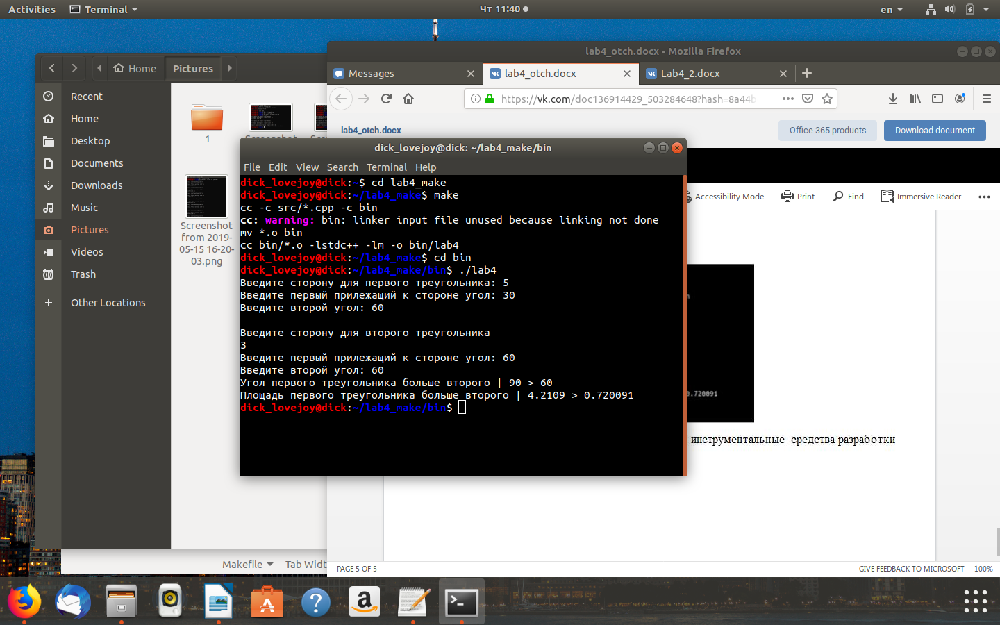 Activities
Terminal
Чт 11:40
en
Home
Pictures
Recent
Home
Desktop
Documents
Downloads
Music
Pictures
Videos
Trash
Other Locations
1
Screenshot
from 2019-
05-15 16-20-
03.png
Makefile
Tab Widt
lab4_otch.docx - Mozilla Firefox
Messages
lab4_otch.docx
Lab4_2.docx
https://vk.com/doc136914429_503284648?hash=8a44b
lab4_otch.docx
Office 365 products
Download document
Accessibility Mode
Print
Find
Immersive Reader
dick_lovejoy@dick: ~/lab4_make/bin
File Edit View Search Terminal Help
dick_lovejoy@dick:~$ cd lab4_make
dick_lovejoy@dick:~/lab4_make$ make
cc -c src/*.cpp -c bin
cc: warning: bin: linker input file unused because linking not done
mv *.o bin
cc bin/*.o -lstdc++ -lm -o bin/lab4
dick_lovejoy@dick:~/lab4_make$ cd bin
dick_lovejoy@dick:~/lab4_make/bin$ ./lab4
Введите сторону для первого треугольника: 5
Введите первый прилежащий к стороне угол: 30
Введите второй угол: 60
Введите сторону для второго треугольника
3
Введите первый прилежащий к стороне угол: 60
Введите второй угол: 60
Угол первого треугольника больше второго | 90 > 60
Площадь первого треугольника больше второго | 4.2109 > 0.720091
dick_lovejoy@dick:~/lab4_make/bin$
0.720091
инструментальные средства разработки
PAGE 5 OF 5
GIVE FEEDBACK TO MICROSOFT
100%